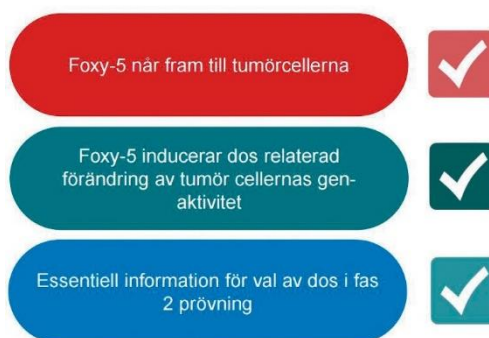 Foxy-5 når fram till tumörcellerna
Foxy-5 inducerar dos relaterad
förändring av tumör cellernas gen-
aktivitet
Essentiell information för val av dos i fas
2 prövning